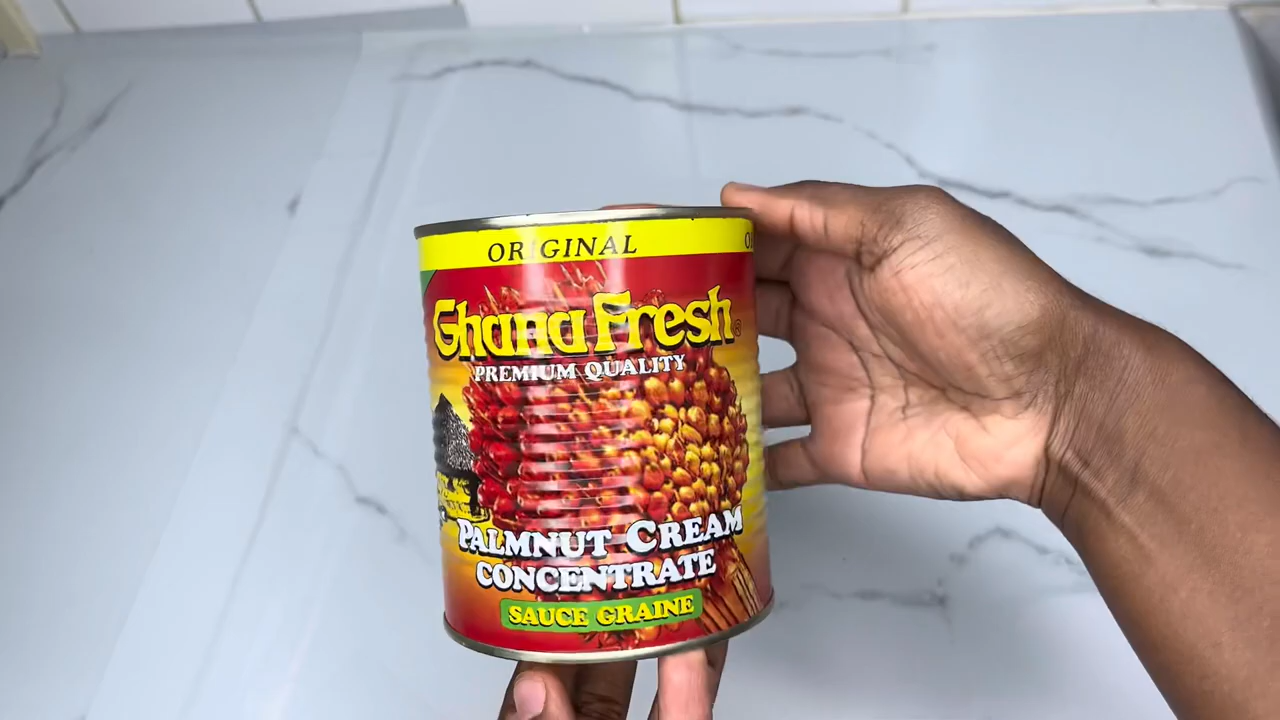 ORIGINAL
Ghana Fresh®
PREMIUM QUALITY
PALMNUT CREAM
CONCENTRATE
SAUCE GRAINE